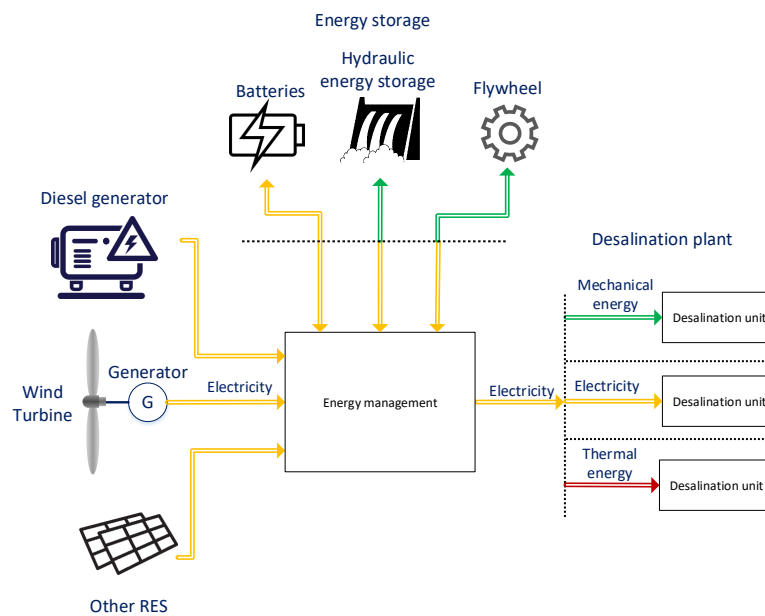 Energy storage
Hydraulic
energy storage
Batteries
Flywheel
Diesel generator
Desalination plant
Mechanical
energy
Desalination unit
Generator
Wind
Turbine
G
Electricity
Energy management
Electricity
Electricity
Desalination unit
Thermal
energy
Desalination unit
Other RES